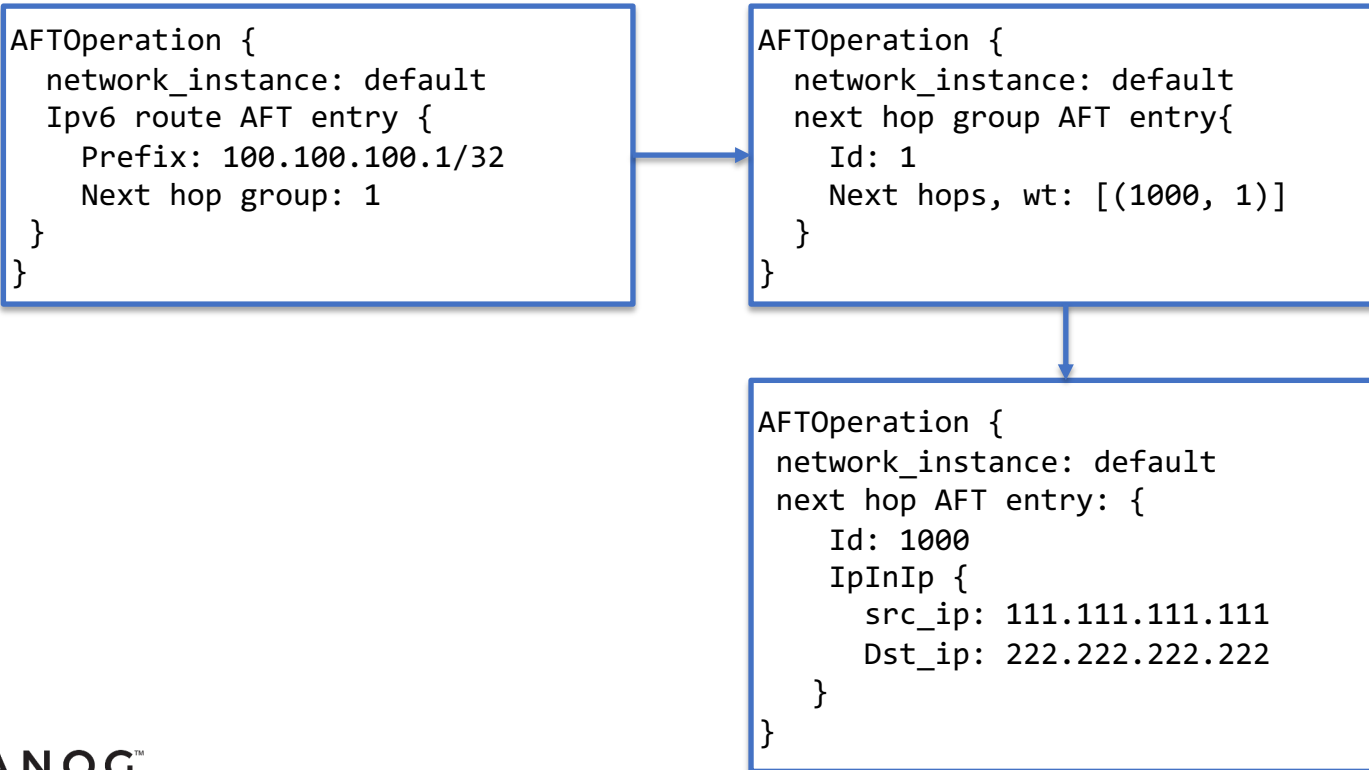 AFTOperation {
network_instance: default
Ipv6 route AFT entry {
Prefix: 100.100.100.1/32
Next hop group: 1
}
}
AFTOperation {
network_instance: default
next hop group AFT entry{
Id: 1
Next hops, wt: [(1000, 1)]
}
}
AFTOperation {
network_instance: default
next hop AFT entry: {
Id: 1000
IpInIp {
src_ip: 111.111.111.111
Dst_ip: 222.222.222.222
}
}